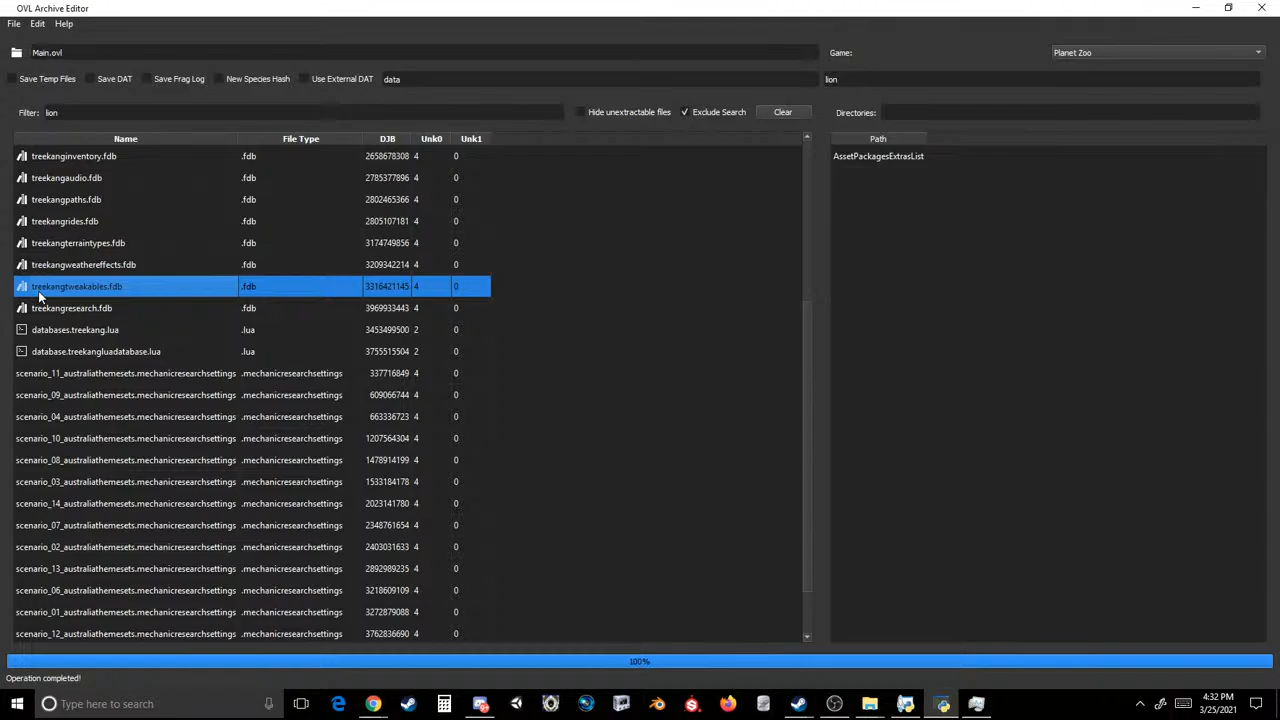 OVL Archive Editor
File Edit Help
Main.ovl Game: Planet Zoo
Save Temp Files Save DAT Save Frag Log New Species Hash Use External DAT data lion
Filter: lion Hide unextractable files Exclude Search Clear Directories:
Name File Type DJB Unk0 Unk1 Path
treekanginventory.fdb .fdb 2658678308 4 0 AssetPackagesExtrasList
treekangaudio.fdb .fdb 2785377896 4 0
treekangpaths.fdb .fdb 2802465366 4 0
treekangrides.fdb .fdb 2805107181 4 0
treekangterraintypes.fdb .fdb 3174749856 4 0
treekangweathereffects.fdb .fdb 3209342214 4 0
treekangtweakables.fdb .fdb 3316421145 4 0
treekangresearch.fdb .fdb 3969933443 4 0
databases.treekang.lua .lua 3453499500 2 0
database.treekangluadatabase.lua .lua 3755515504 2 0
scenario_11_australiathemesets.mechanicresearchsettings .mechanicresearchsettings 337716849 4 0
scenario_09_australiathemesets.mechanicresearchsettings .mechanicresearchsettings 609066744 4 0
scenario_04_australiathemesets.mechanicresearchsettings .mechanicresearchsettings 663336723 4 0
scenario_10_australiathemesets.mechanicresearchsettings .mechanicresearchsettings 1207564304 4 0
scenario_08_australiathemesets.mechanicresearchsettings .mechanicresearchsettings 1478914199 4 0
scenario_03_australiathemesets.mechanicresearchsettings .mechanicresearchsettings 1533184178 4 0
scenario_14_australiathemesets.mechanicresearchsettings .mechanicresearchsettings 2023141780 4 0
scenario_07_australiathemesets.mechanicresearchsettings .mechanicresearchsettings 2348761654 4 0
scenario_02_australiathemesets.mechanicresearchsettings .mechanicresearchsettings 2403031633 4 0
scenario_13_australiathemesets.mechanicresearchsettings .mechanicresearchsettings 2892989235 4 0
scenario_06_australiathemesets.mechanicresearchsettings .mechanicresearchsettings 3218609109 4 0
scenario_01_australiathemesets.mechanicresearchsettings .mechanicresearchsettings 3272879088 4 0
scenario_12_australiathemesets.mechanicresearchsettings .mechanicresearchsettings 3762836690 4 0
100%
Operation completed!
Type here to search
4:32 PM
3/25/2021